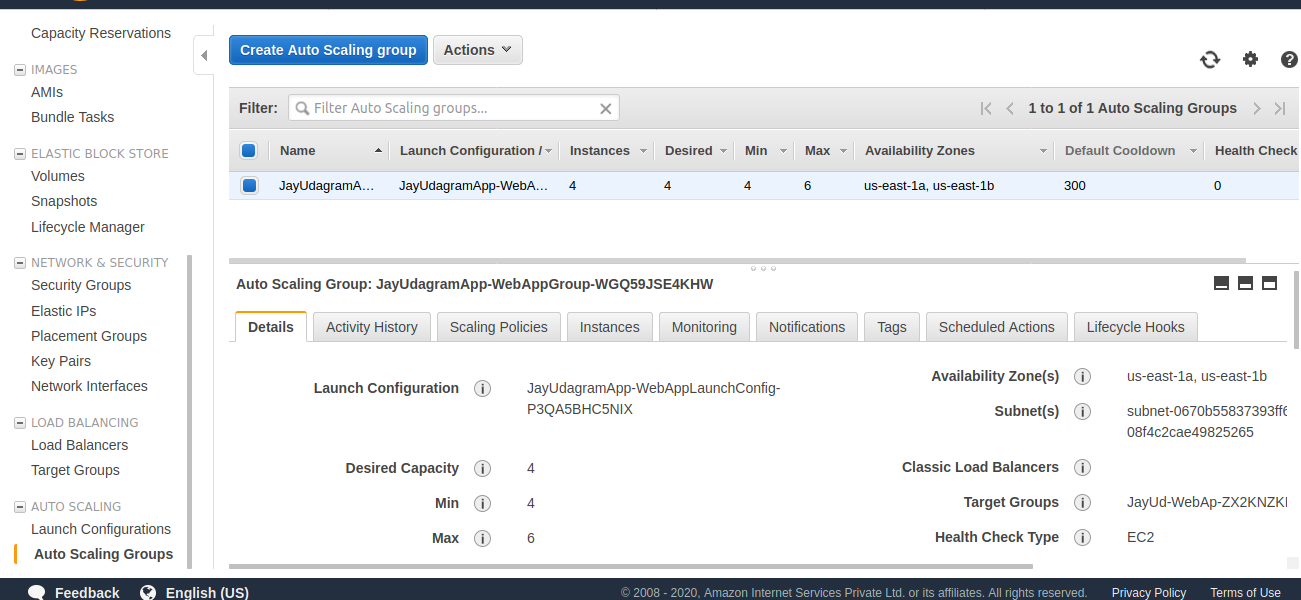 Capacity Reservations
IMAGES
AMIs
Bundle Tasks
ELASTIC BLOCK STORE
Volumes
Snapshots
Lifecycle Manager
NETWORK & SECURITY
Security Groups
Elastic IPs
Placement Groups
Key Pairs
Network Interfaces
LOAD BALANCING
Load Balancers
Target Groups
AUTO SCALING
Launch Configurations
Auto Scaling Groups
Create Auto Scaling group Actions
Filter: Filter Auto Scaling groups... 1 to 1 of 1 Auto Scaling Groups
Name Launch Configuration / Instances Desired Min Max Availability Zones Default Cooldown Health Check
JayUdagramA... JayUdagramApp-WebA... 4 4 4 6 us-east-1a, us-east-1b 300 0
Auto Scaling Group: JayUdagramApp-WebAppGroup-WGQ59JSE4KHW
Details Activity History Scaling Policies Instances Monitoring Notifications Tags Scheduled Actions Lifecycle Hooks
Launch Configuration JayUdagramApp-WebAppLaunchConfig-
P3QA5BHC5NIX
Desired Capacity 4
Min 4
Max 6
Availability Zone(s) us-east-1a, us-east-1b
Subnet(s) subnet-0670b55837393ff6
08f4c2cae49825265
Classic Load Balancers
Target Groups JayUd-WebAp-ZX2KNZK
Health Check Type EC2
Feedback English (US) © 2008 - 2020, Amazon Internet Services Private Ltd. or its affiliates. All rights reserved. Privacy Policy Terms of Use